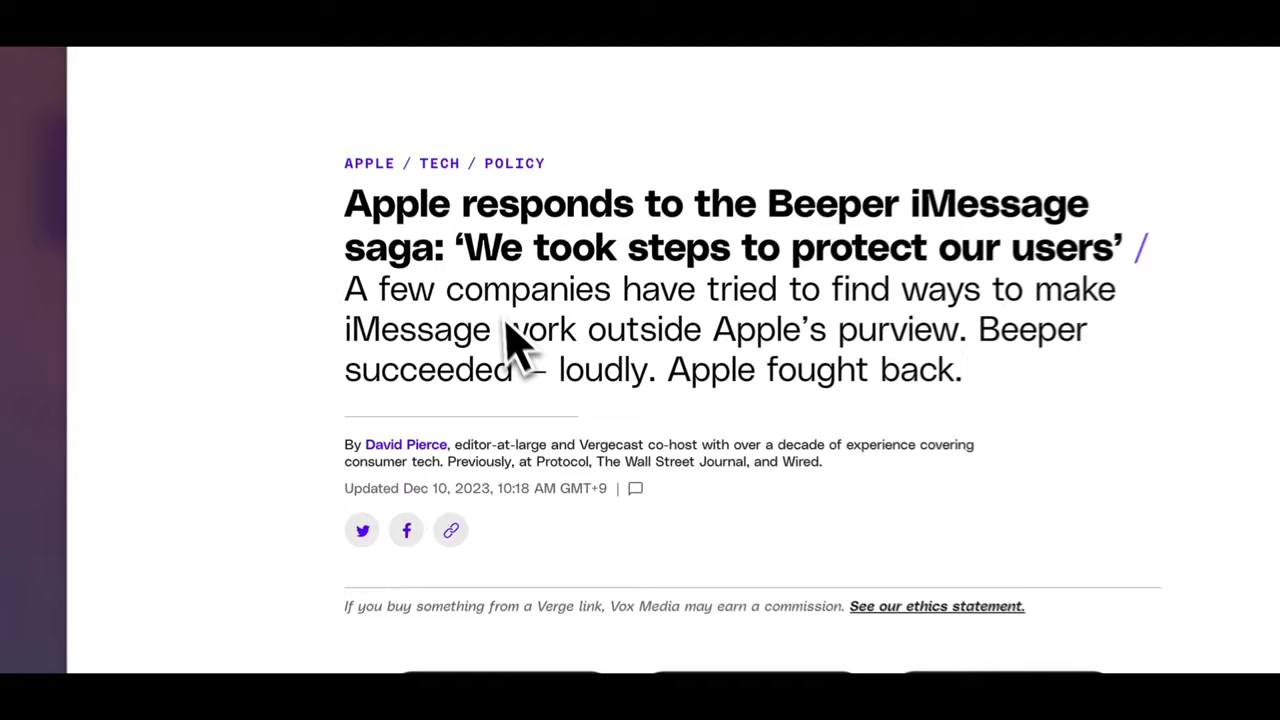 APPLE / TECH / POLICY
Apple responds to the Beeper iMessage
saga: ‘We took steps to protect our users’ /
A few companies have tried to find ways to make
iMessage work outside Apple’s purview. Beeper
succeeded — loudly. Apple fought back.
By David Pierce, editor-at-large and Vergecast co-host with over a decade of experience covering
consumer tech. Previously, at Protocol, The Wall Street Journal, and Wired.
Updated Dec 10, 2023, 10:18 AM GMT+9 |
If you buy something from a Verge link, Vox Media may earn a commission. See our ethics statement.